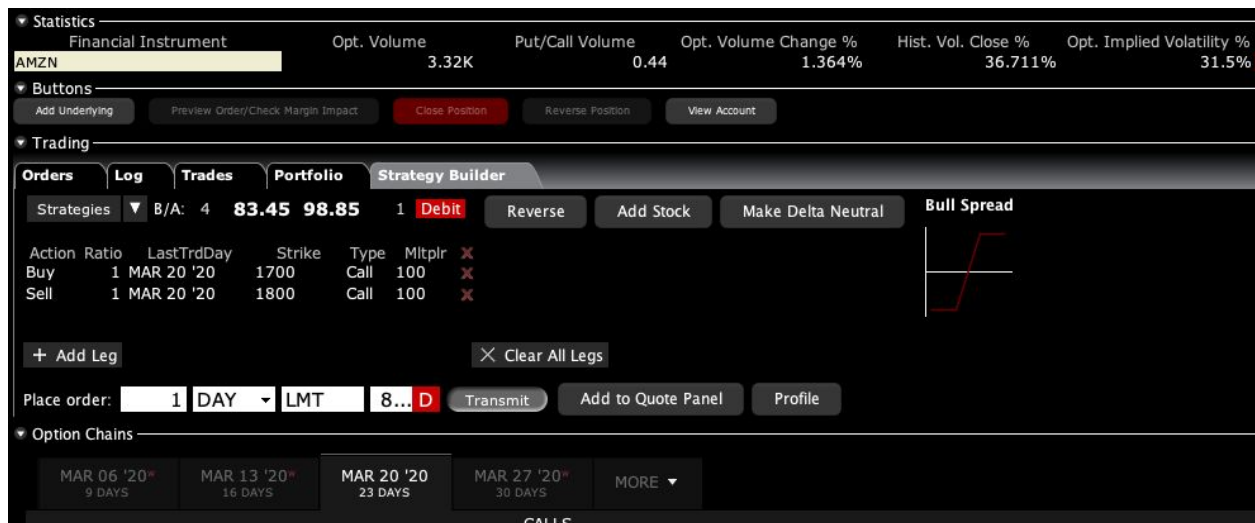 Statistics
Financial Instrument Opt. Volume Put/Call Volume Opt. Volume Change % Hist. Vol. Close % Opt. Implied Volatility %
AMZN 3.32K 0.44 1.364% 36.711% 31.5%
Buttons
Add Underlying Preview Order/Check Margin Impact Close Position Reverse Position View Account
Trading
Orders Log Trades Portfolio Strategy Builder
Strategies ▼ B/A: 4 83.45 98.85 1 Debit Reverse Add Stock Make Delta Neutral Bull Spread
Action Ratio LastTrdDay Strike Type Mltplr X
Buy 1 MAR 20 '20 1700 Call 100 X
Sell 1 MAR 20 '20 1800 Call 100 X
+ Add Leg X Clear All Legs
Place order: 1 DAY LMT 8... D Transmit Add to Quote Panel Profile
Option Chains
MAR 06 '20 W MAR 13 '20 W MAR 20 '20 MAR 27 '20 W MORE ▼
9 DAYS 16 DAYS 23 DAYS 30 DAYS
CALLS